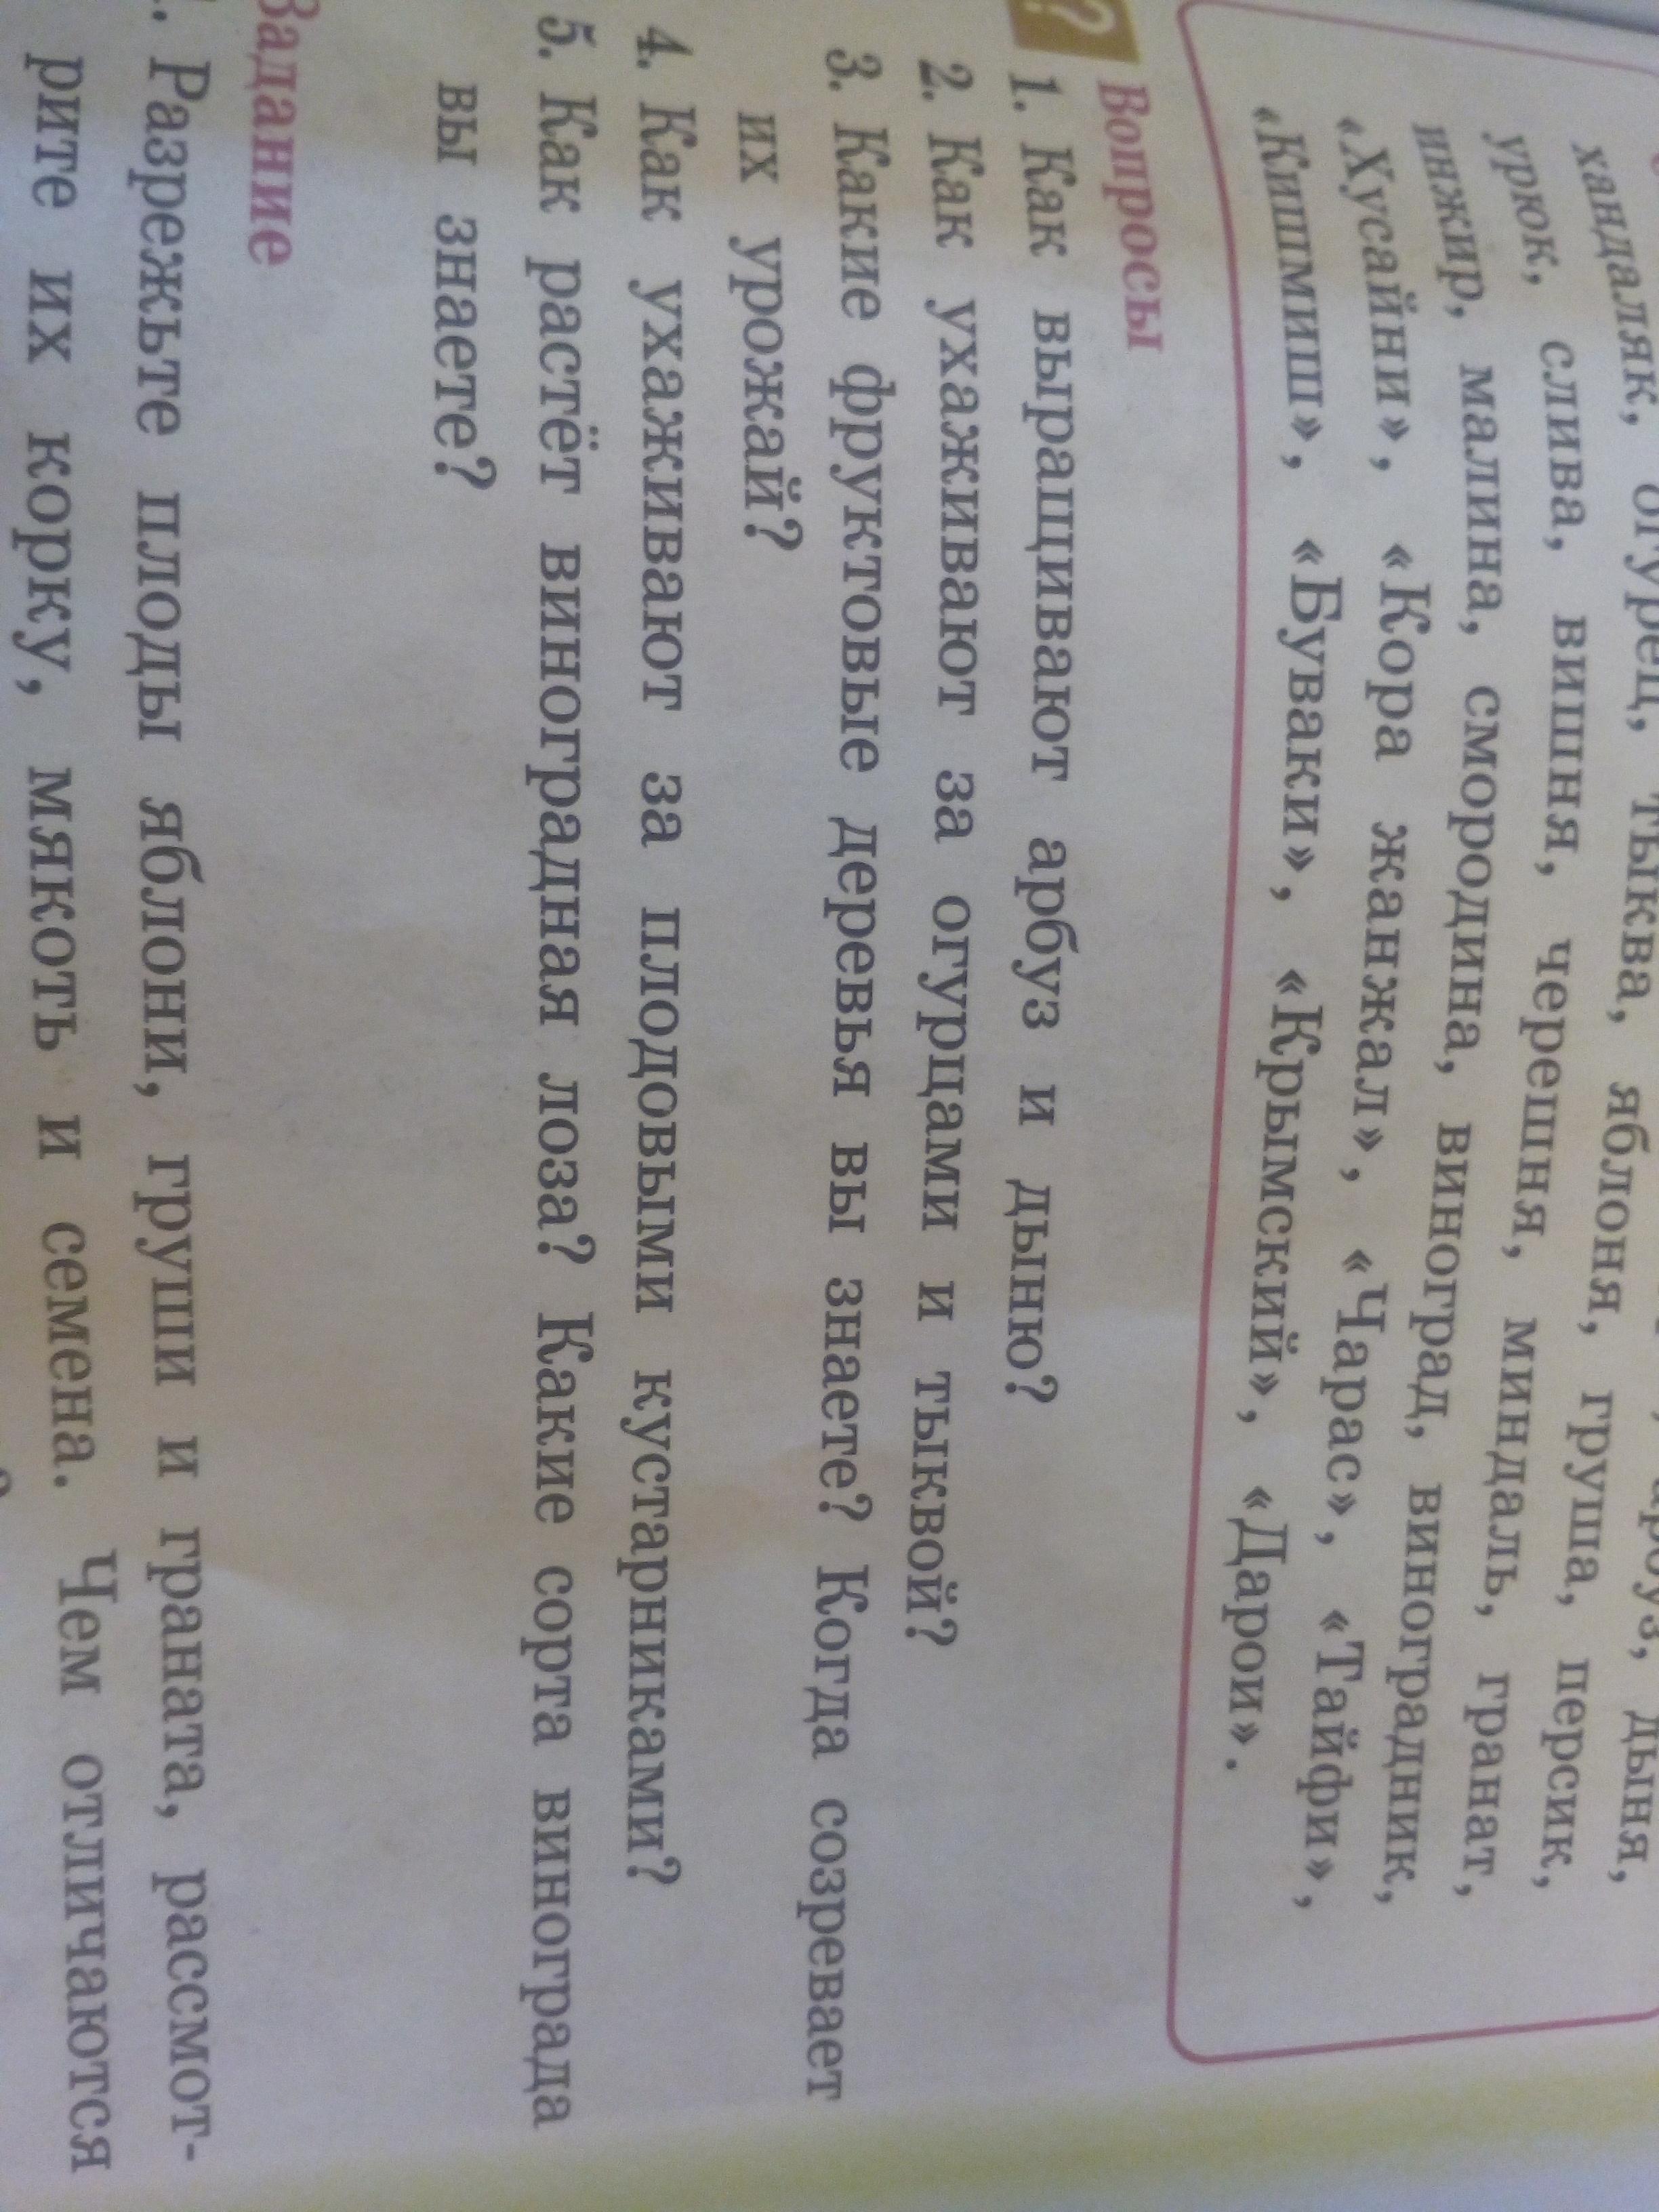 хандаляк, огурец, тыква, яблоня, груша, персик,
урюк, слива, вишня, черешня, миндаль, гранат,
инжир, малина, смородина, виноград, виноградник,
«Хусайни», «Кора жанжал», «Чарас», «Тайфи»,
«Кишмиш», «Буваки», «Крымский», «Дарои».
?
Вопросы
1. Как выращивают арбуз и дыню?
2. Как ухаживают за огурцами и тыквой?
3. Какие фруктовые деревья вы знаете? Когда созревает
их урожай?
4. Как ухаживают за плодовыми кустарниками?
5. Как растёт виноградная лоза? Какие сорта винограда
вы знаете?
Задание
Разрежьте плоды яблони, груши и граната, рассмот-
рите их корку, мякоть и семена. Чем отличаются